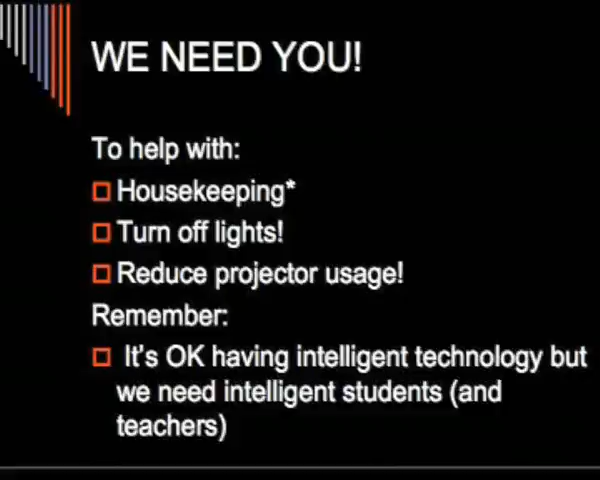 WE NEED YOU!
To help with:
Housekeeping*
Turn off lights!
Reduce projector usage!
Remember:
It's OK having intelligent technology but
we need intelligent students (and
teachers)